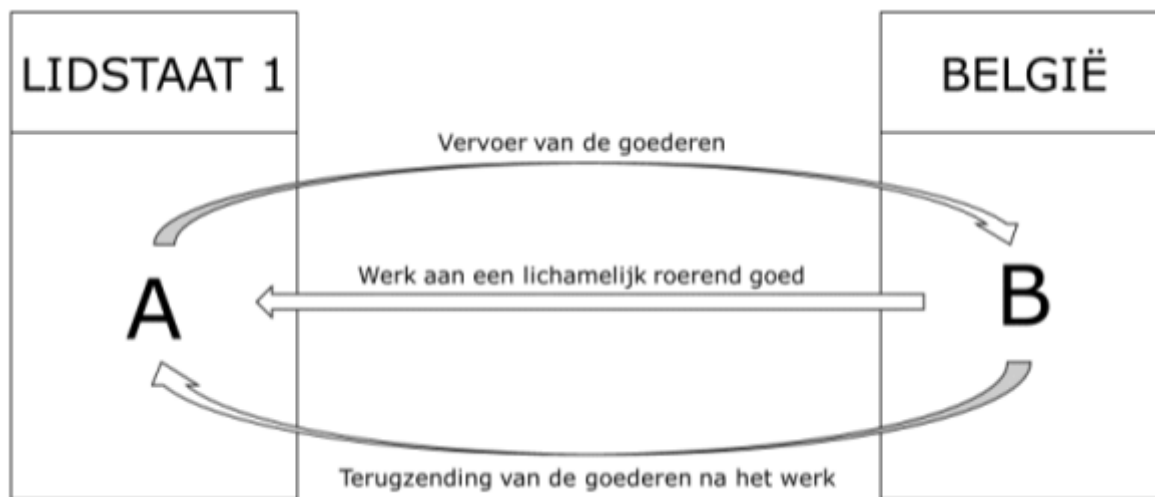 LIDSTAAT 1
BELGIË
Vervoer van de goederen
Werk aan een lichamelijk roerend goed
A
B
Terugzending van de goederen na het werk